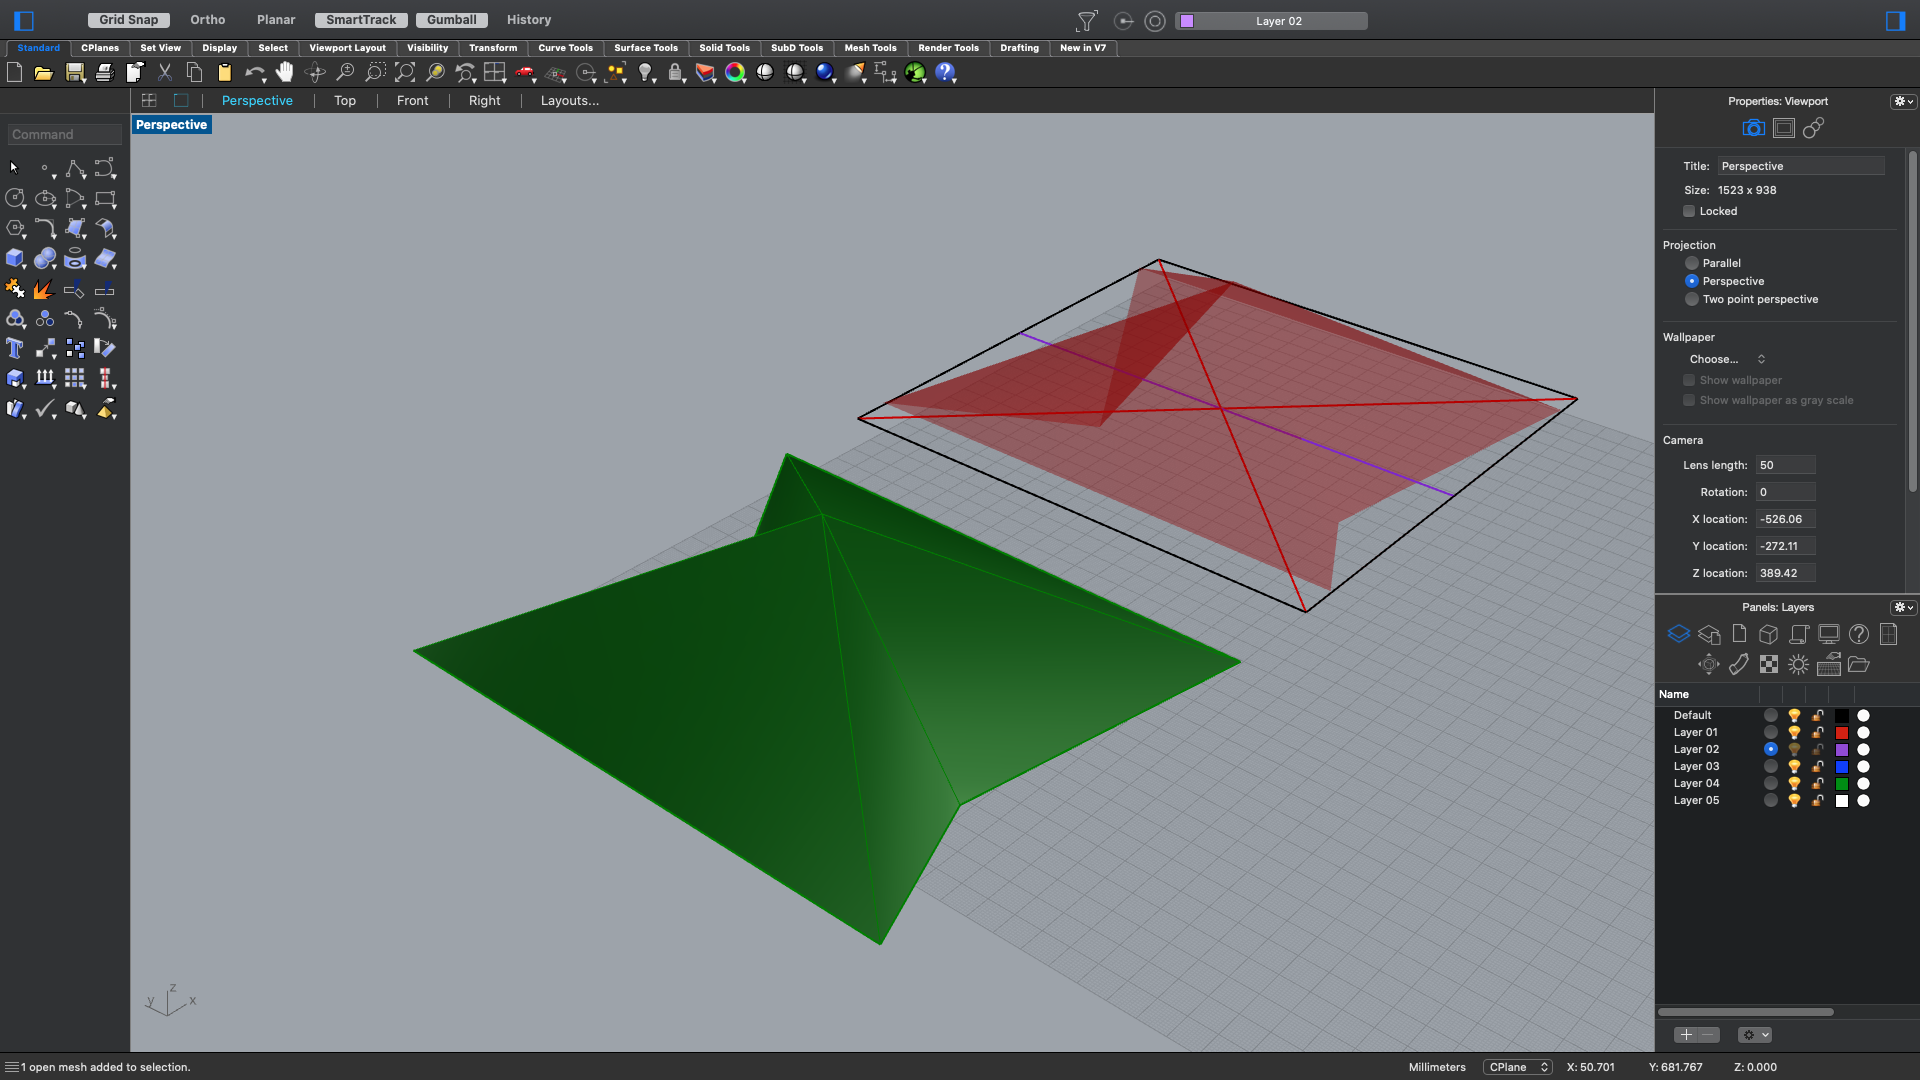 Grid Snap Ortho Planar SmartTrack Gumball History Layer 02
Standard CPlanes Set View Display Select Viewport Layout Visibility Transform Curve Tools Surface Tools Solid Tools SubD Tools Mesh Tools Render Tools Drafting New in V7
Perspective Top Front Right Layouts...
Perspective
Command
Properties: Viewport
Title: Perspective
Size: 1523 x 938
Locked
Projection
Parallel
Perspective
Two point perspective
Wallpaper
Choose...
Show wallpaper
Show wallpaper as gray scale
Camera
Lens length: 50
Rotation: 0
X location: -526.06
Y location: -272.11
Z location: 389.42
Panels: Layers
Name
Default
Layer 01
Layer 02
Layer 03
Layer 04
Layer 05
z
y x
1 open mesh added to selection. Millimeters CPlane X: 50.701 Y: 681.767 Z: 0.000